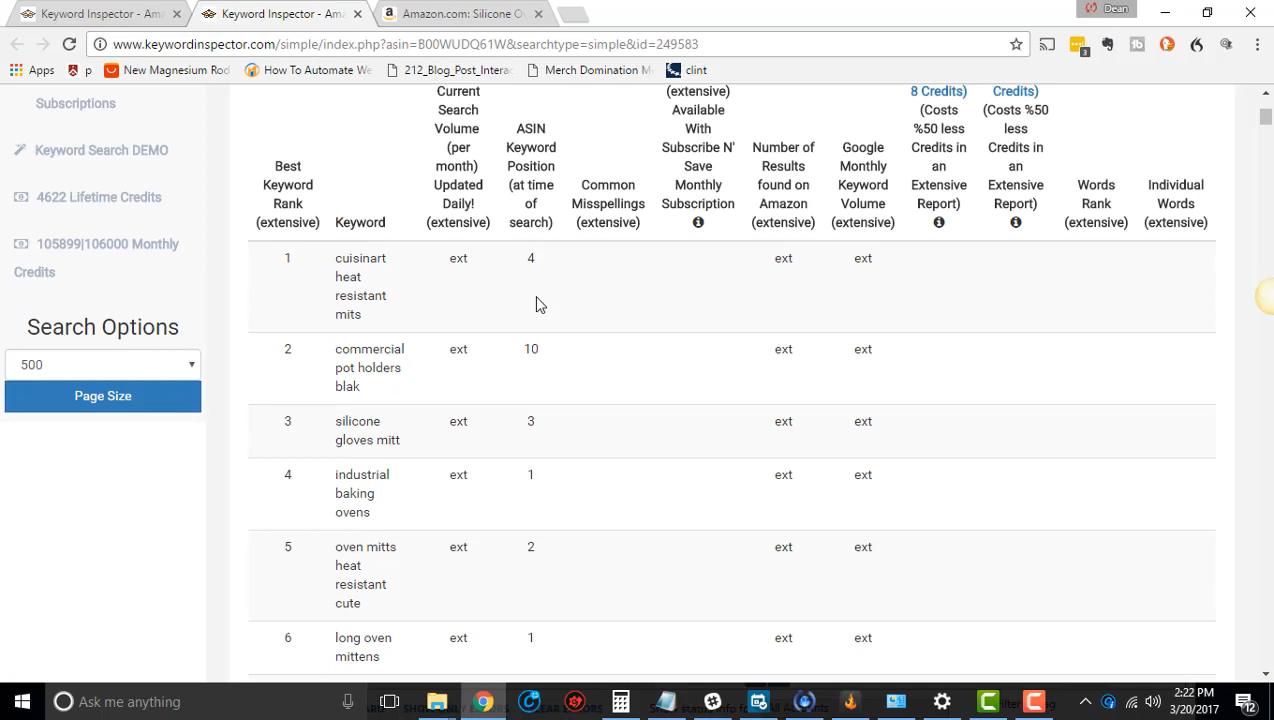 Keyword Inspector - Ama
Keyword Inspector - Ama
Amazon.com: Silicone Ov
Dean
www.keywordinspector.com/simple/index.php?asin=B00WUDQ61W&searchtype=simple&id=249583
3
Apps
p
New Magnesium Rod
How To Automate We
212_Blog_Post_Interac
Merch Domination M
clint
Subscriptions
Keyword Search DEMO
4622 Lifetime Credits
105899|106000 Monthly
Credits
Search Options
500
Page Size
Best
Keyword
Rank
(extensive)
Keyword
Current
Search
Volume
(per
month)
Updated
Daily!
(extensive)
ASIN
Keyword
Position
(at time
of
search)
Common
Misspellings
(extensive)
(extensive)
Available
With
Subscribe N'
Save
Monthly
Subscription
Number of
Results
found on
Amazon
(extensive)
Google
Monthly
Keyword
Volume
(extensive)
8 Credits)
(Costs
%50 less
Credits in
an
Extensive
Report)
Credits)
(Costs %50
less
Credits in
an
Extensive
Report)
Words
Rank
(extensive)
Individual
Words
(extensive)
1 cuisinart ext 4 ext ext
heat
resistant
mits
2 commercial ext 10 ext ext
pot holders
blak
3 silicone ext 3 ext ext
gloves mitt
4 industrial ext 1 ext ext
baking
ovens
5 oven mitts ext 2 ext ext
heat
resistant
cute
6 long oven ext 1 ext ext
mittens
Ask me anything
2:22 PM
3/20/2017
12